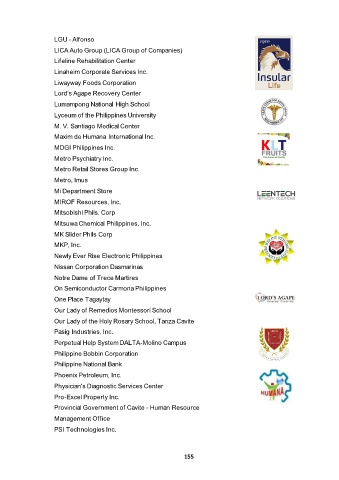 LGU - Alfonso
LICA Auto Group (LICA Group of Companies)
Lifeline Rehabilitation Center
Linaheim Corporate Services Inc.
Liwayway Foods Corporation
Lord's Agape Recovery Center
Lumampong National High School
Lyceum of the Philippines University
M. V. Santiago Medical Center
Maxim de Humana International Inc.
MDGI Philippines Inc.
Metro Psychiatry Inc.
Metro Retail Stores Group Inc.
Metro, Imus
Mi Department Store
MIROF Resources, Inc.
Mitsobishi Phils. Corp
Mitsuwa Chemical Philippines, Inc.
MK Slider Phils Corp
MKP, Inc.
Newly Ever Rise Electronic Philippines
Nissan Corporation Dasmarinas
Notre Dame of Trece Martires
On Semiconductor Carmona Philippines
One Place Tagaytay
Our Lady of Remedios Montessori School
Our Lady of the Holy Rosary School, Tanza Cavite
Pasig Industries, Inc.
Perpetual Help System DALTA-Molino Campus
Philippine Bobbin Corporation
Philippine National Bank
Phoenix Petroleum, Inc.
Physician's Diagnostic Services Center
Pro-Excel Property Inc.
Provincial Government of Cavite - Human Resource
Management Office
PSI Technologies Inc.
Insular
Life
KLT
FRUITS
LEENTECH
NETWORK SOLUTIONS
LORD'S AGAPE
HUMANA
155